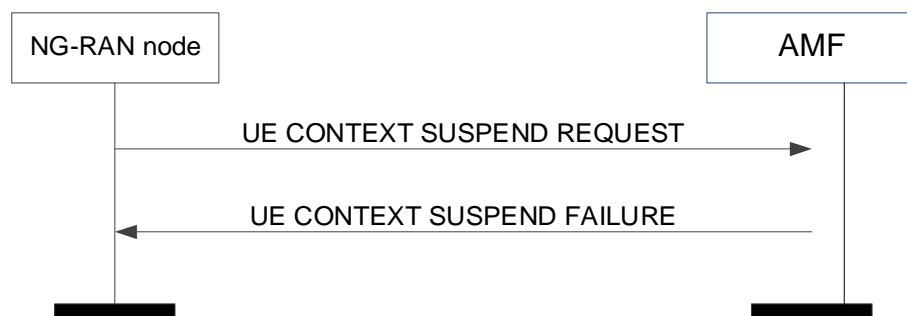 NG-RAN node
AMF
UE CONTEXT SUSPEND REQUEST
UE CONTEXT SUSPEND FAILURE